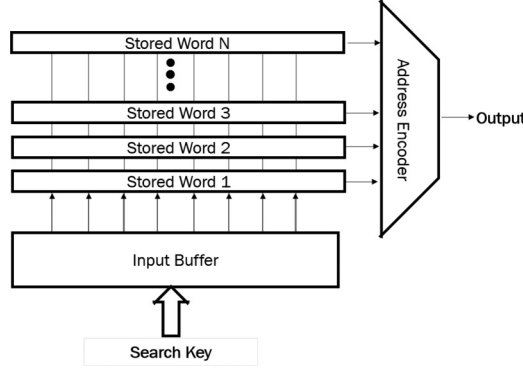 Stored Word N
Stored Word 3
Stored Word 2
Stored Word 1
Address Encoder
Output
Input Buffer
Search Key